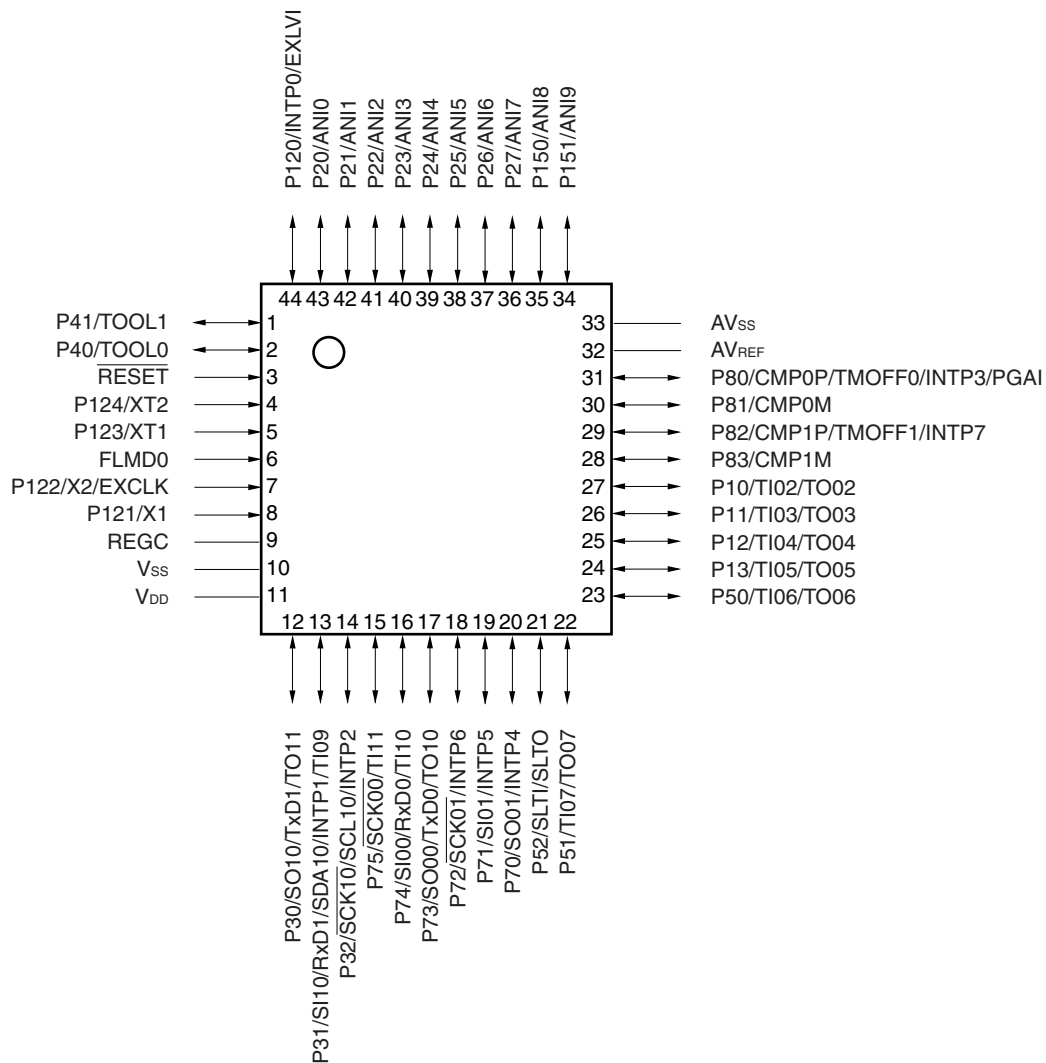 P120/INTP0/EXLVI
P20/ANI0
P21/ANI1
P22/ANI2
P23/ANI3
P24/ANI4
P25/ANI5
P26/ANI6
P27/ANI7
P150/ANI8
P151/ANI9
44 43 42 41 40 39 38 37 36 35 34
P41/TOOL1 1
P40/TOOL0 2
RESET 3
P124/XT2 4
P123/XT1 5
FLMD0 6
P122/X2/EXCLK 7
P121/X1 8
REGC 9
VSS 10
VDD 11
33 AVSS
32 AVREF
31 P80/CMP0P/TMOFF0/INTP3/PGAI
30 P81/CMP0M
29 P82/CMP1P/TMOFF1/INTP7
28 P83/CMP1M
27 P10/TI02/TO02
26 P11/TI03/TO03
25 P12/TI04/TO04
24 P13/TI05/TO05
23 P50/TI06/TO06
12 13 14 15 16 17 18 19 20 21 22
P30/SO10/TxD1/TO11
P31/SI10/RxD1/SDA10/INTP1/TI09
P32/SCK10/SCL10/INTP2
P75/SCK00/TI11
P74/SI00/RxD0/TI10
P73/SO00/TxD0/TO10
P72/SCK01/INTP6
P71/SI01/INTP5
P70/SO01/INTP4
P52/SLTI/SLTO
P51/TI07/TO07